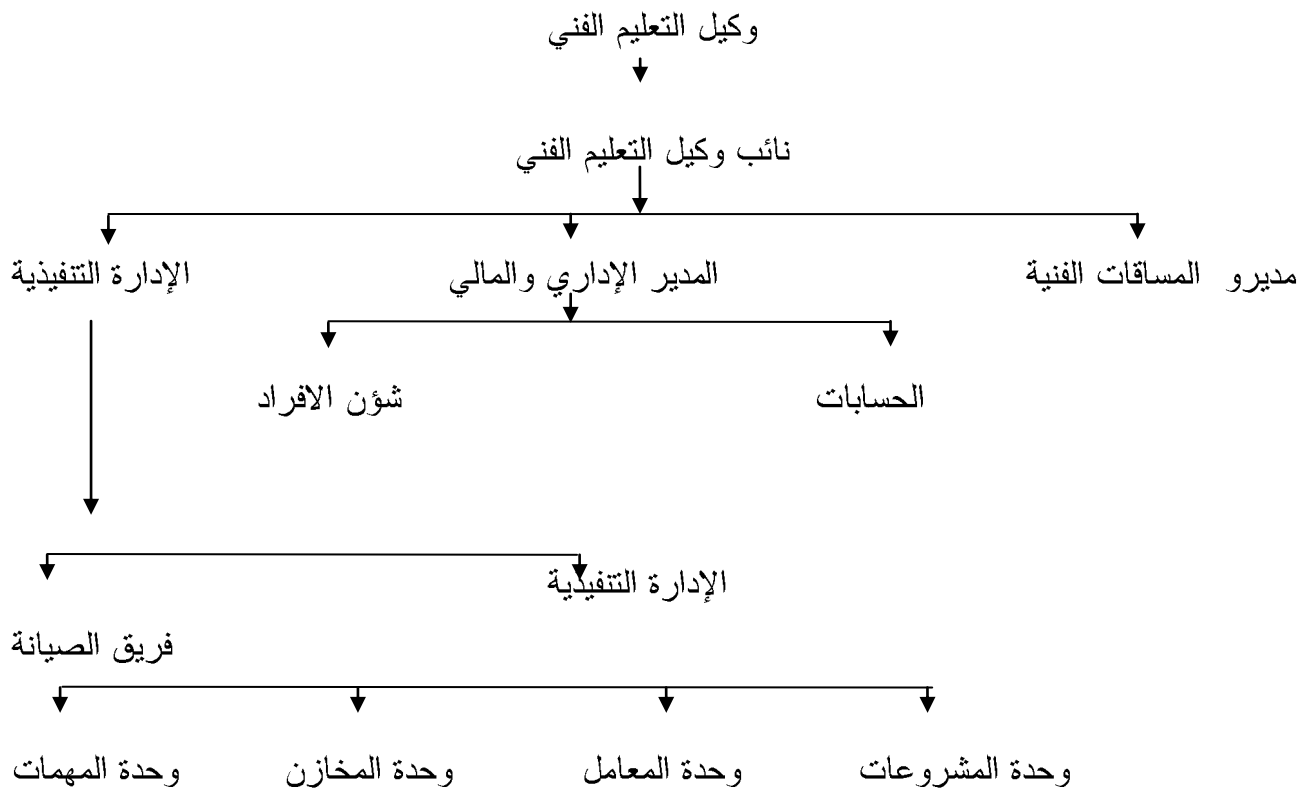 وكيل التعليم الفني
نائب وكيل التعليم الفني
مديرو المساقات الفنية
المدير الإداري والمالي
الإدارة التنفيذية
الحسابات
شؤن الافراد
الإدارة التنفيذية
فريق الصيانة
وحدة المشروعات
وحدة المعامل
وحدة المخازن
وحدة المهمات